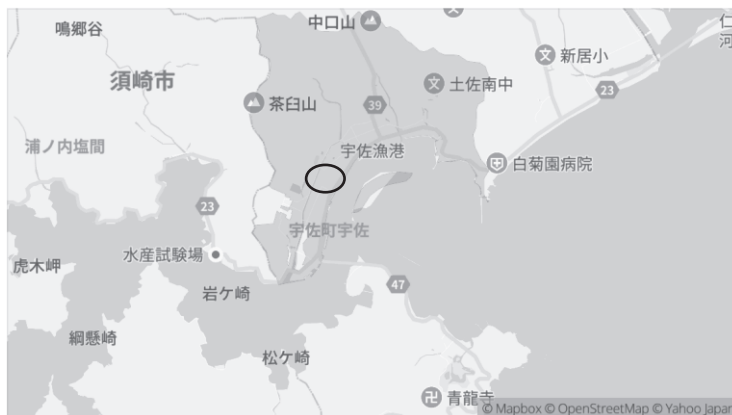 中口山
仁
河
鳴郷谷
新居小
須崎市
土佐南中
23
茶臼山
39
浦ノ内塩間
宇佐漁港
白菊園病院
23
宇佐町宇佐
水産試験場
虎木岬
岩ケ崎
47
綱懸崎
松ケ崎
青龍寺
© Mapbox © OpenStreetMap © Yahoo Japan